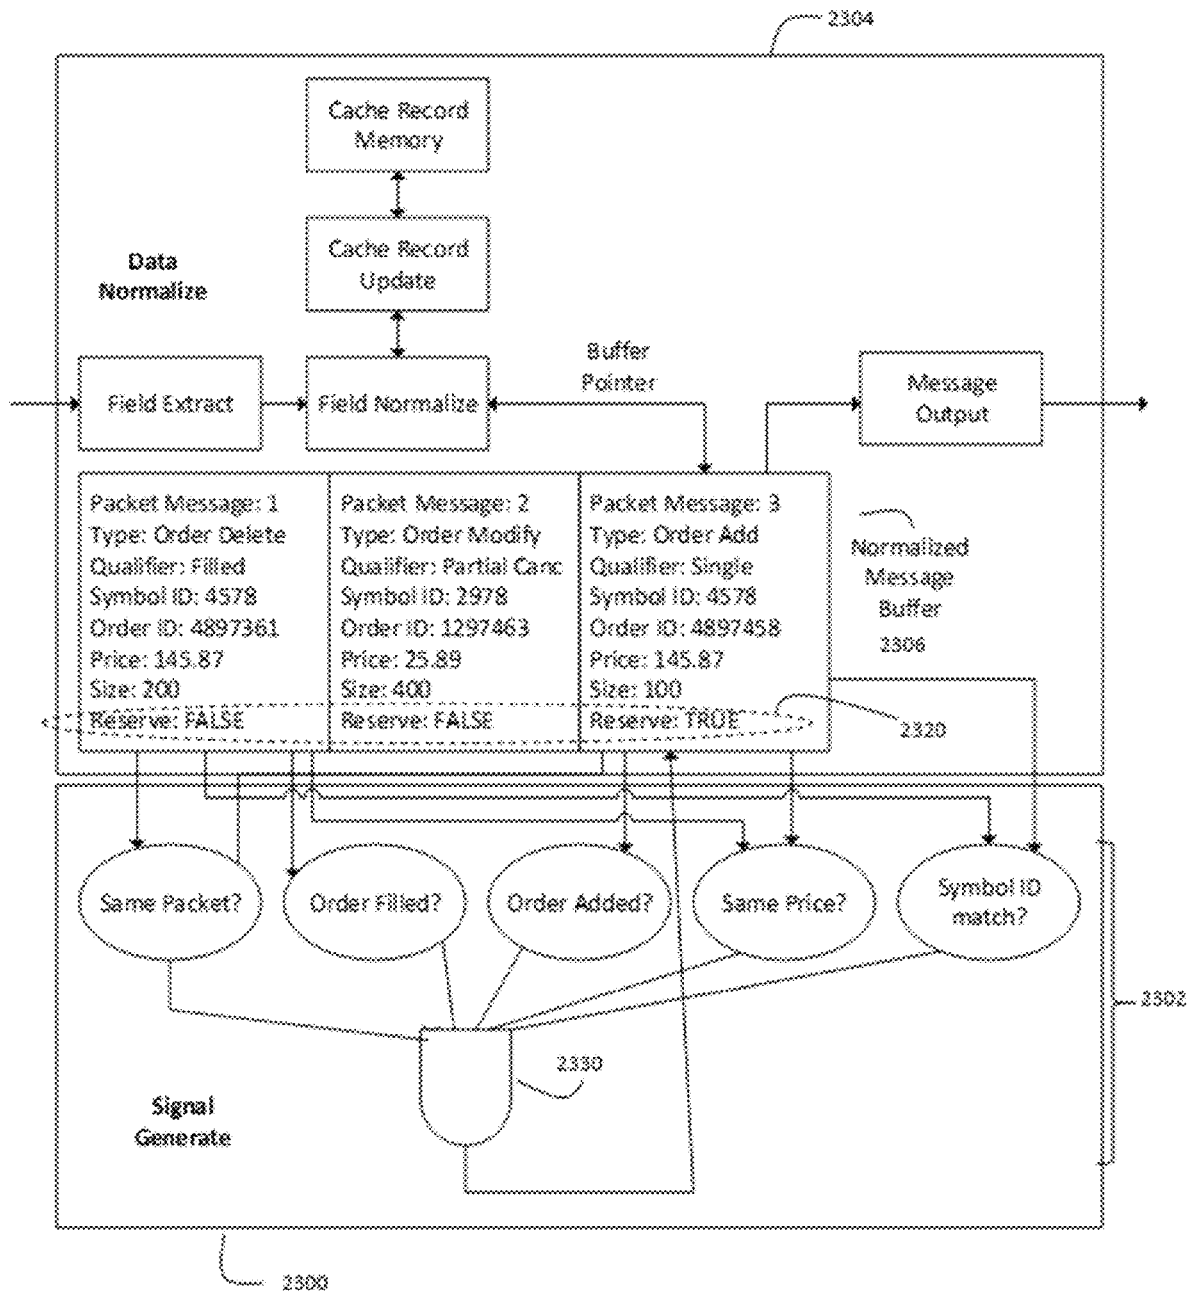 2304
Cache Record
Memory
Cache Record
Update
Data
Normalize
Buffer
Pointer
Field Extract
Field Normalize
Message
Output
Packet Message: 1
Type: Order Delete
Qualifier: Filled
Symbol ID: 4578
Order ID: 4897361
Price: 145.87
Size: 200
Reserve: FALSE
Packet Message: 2
Type: Order Modify
Qualifier: Partial Canc
Symbol ID: 2978
Order ID: 1297463
Price: 25.89
Size: 400
Reserve: FALSE
Packet Message: 3
Type: Order Add
Qualifier: Single
Symbol ID: 4578
Order ID: 4897458
Price: 145.87
Size: 100
Reserve: TRUE
Normalized
Message
Buffer
2306
2320
Same Packet?
Order Filled?
Order Added?
Same Price?
Symbol ID
match?
2302
2330
Signal
Generate
2300